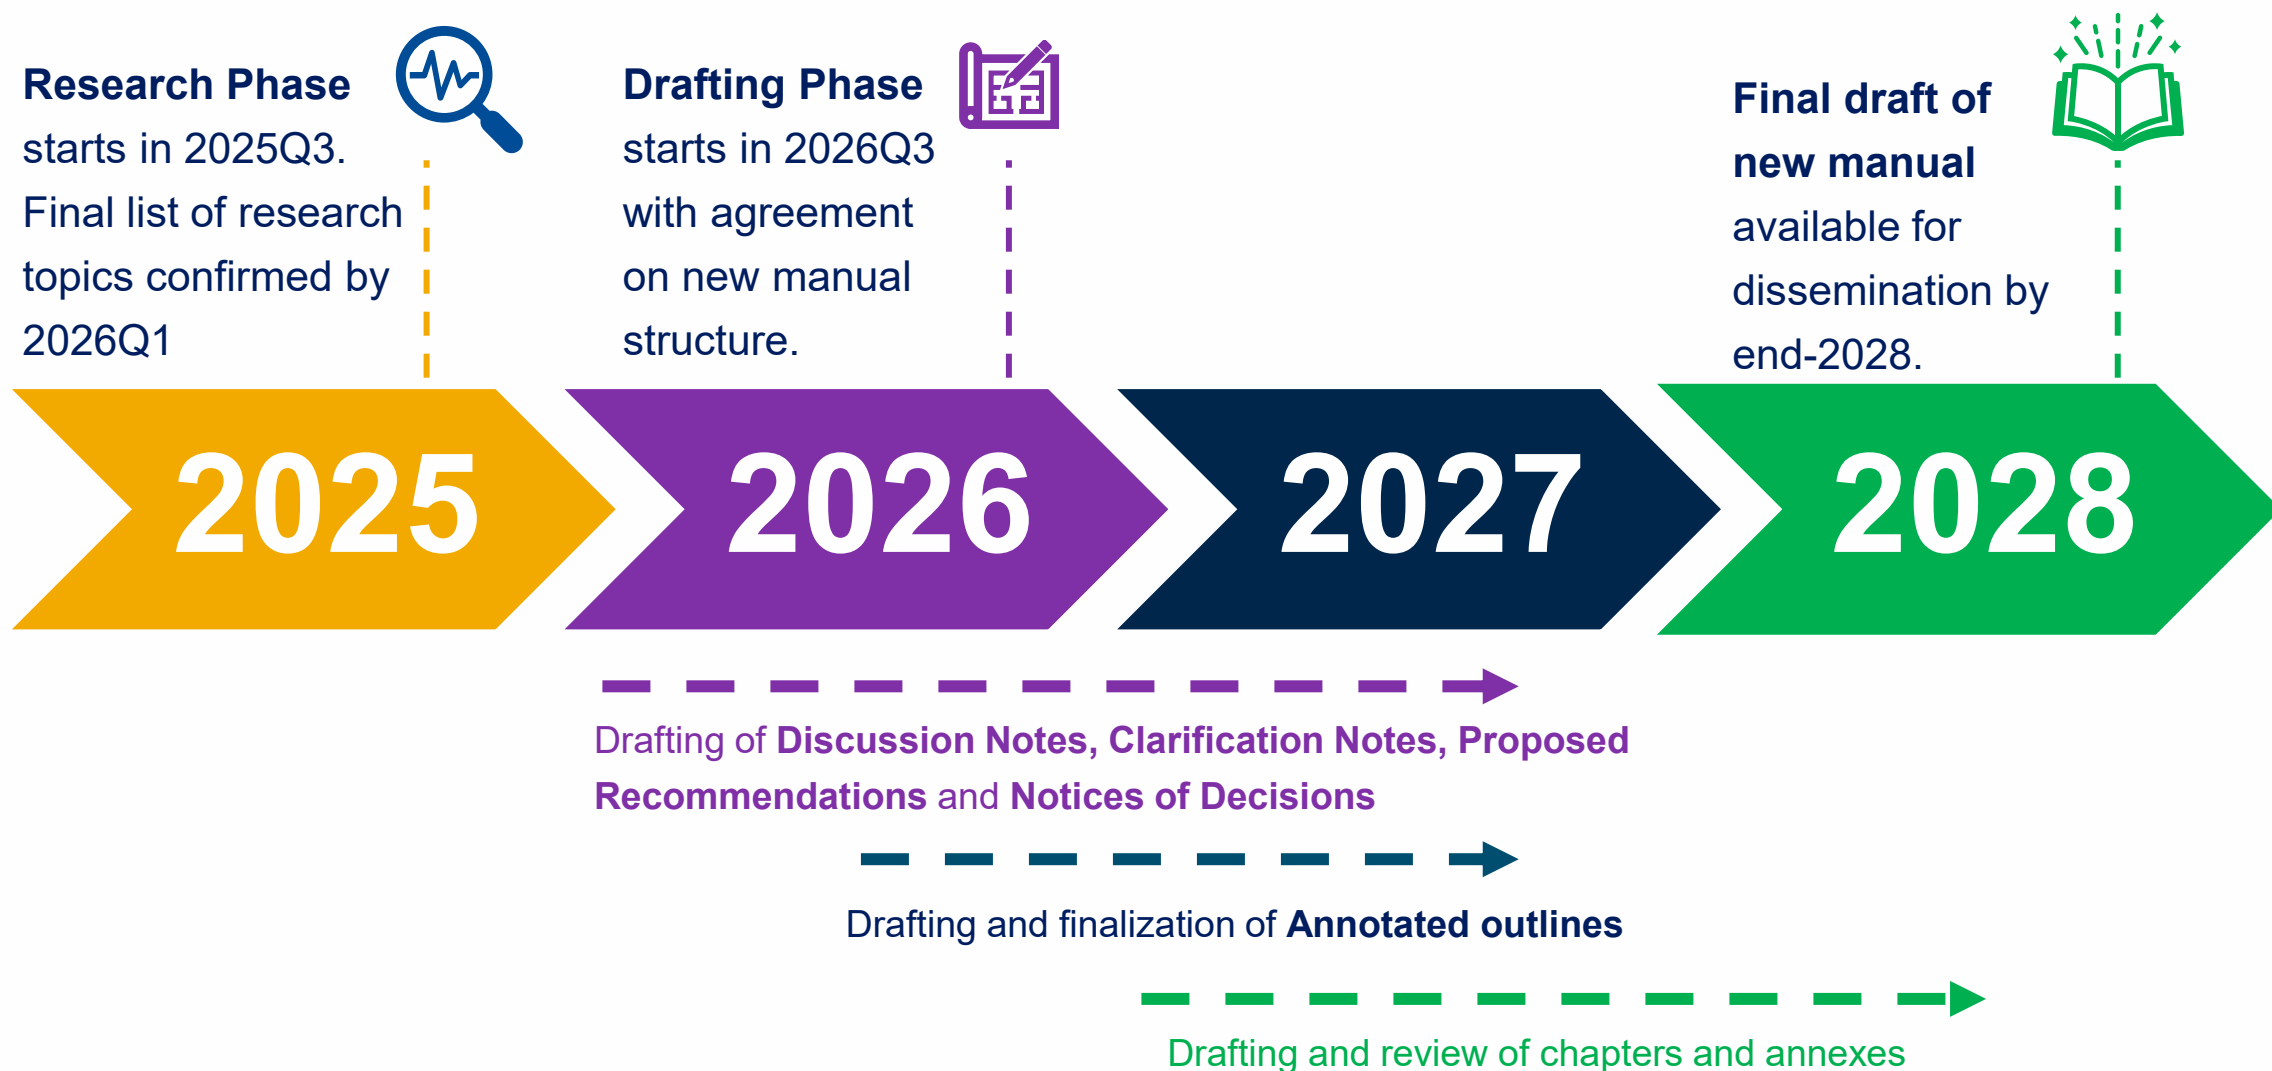 Research Phase
starts in 2025Q3.
Final list of research
topics confirmed by
2026Q1
Drafting Phase
starts in 2026Q3
with agreement
on new manual
structure.
Final draft of
new manual
available for
dissemination by
end-2028.
2025
2026
2027
2028
Drafting of Discussion Notes, Clarification Notes, Proposed
Recommendations and Notices of Decisions
Drafting and finalization of Annotated outlines
Drafting and review of chapters and annexes